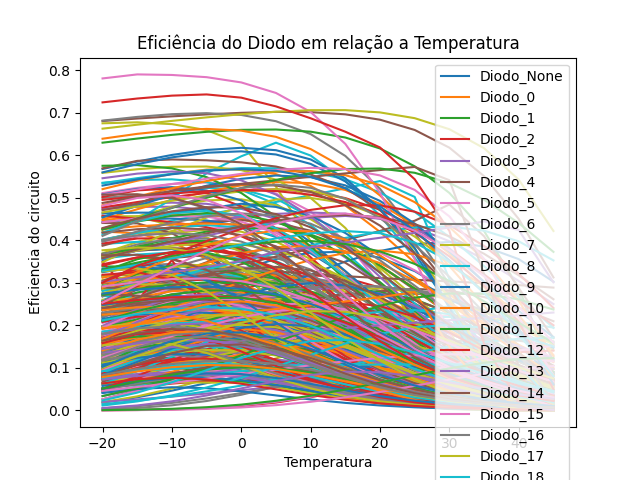 Eficiência do Diodo em relação a Temperatura
Eficiencia do circuito
0.8
0.7
0.6
0.5
0.4
0.3
0.2
0.1
0.0
−20
−10
0
10
20
30
40
Temperatura
Diodo_None
Diodo_0
Diodo_1
Diodo_2
Diodo_3
Diodo_4
Diodo_5
Diodo_6
Diodo_7
Diodo_8
Diodo_9
Diodo_10
Diodo_11
Diodo_12
Diodo_13
Diodo_14
Diodo_15
Diodo_16
Diodo_17
Diodo_18